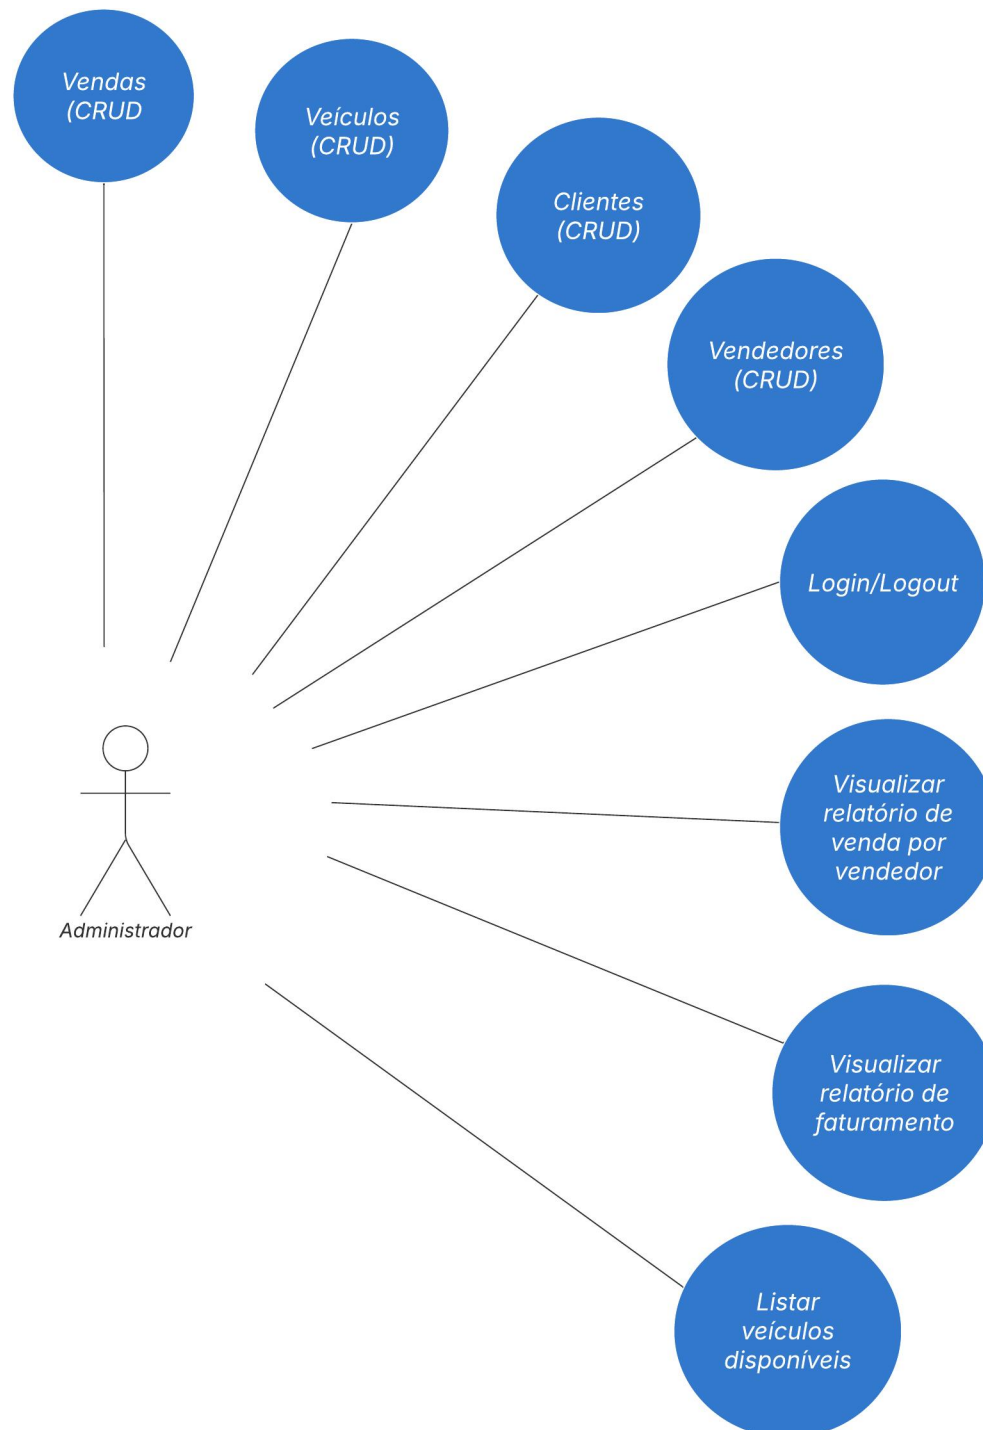 Vendas
(CRUD
Veículos
(CRUD)
Clientes
(CRUD)
Vendedores
(CRUD)
Login/Logout
Visualizar
relatório de
venda por
vendedor
Administrador
Visualizar
relatório de
faturamento
Listar
veículos
disponíveis